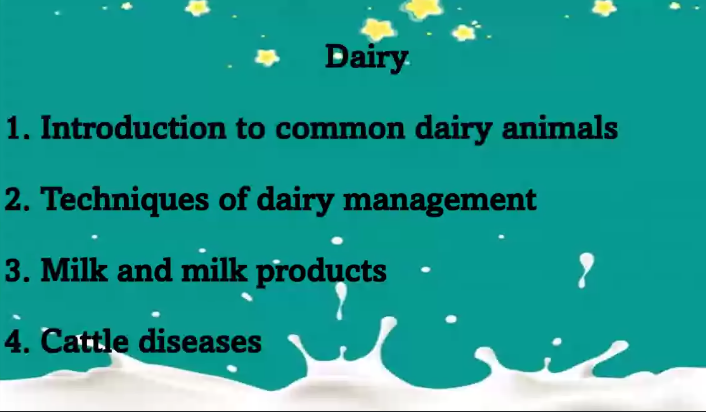 Dairy
1. Introduction to common dairy animals
2. Techniques of dairy management
3. Milk and milk products
4. Cattle diseases